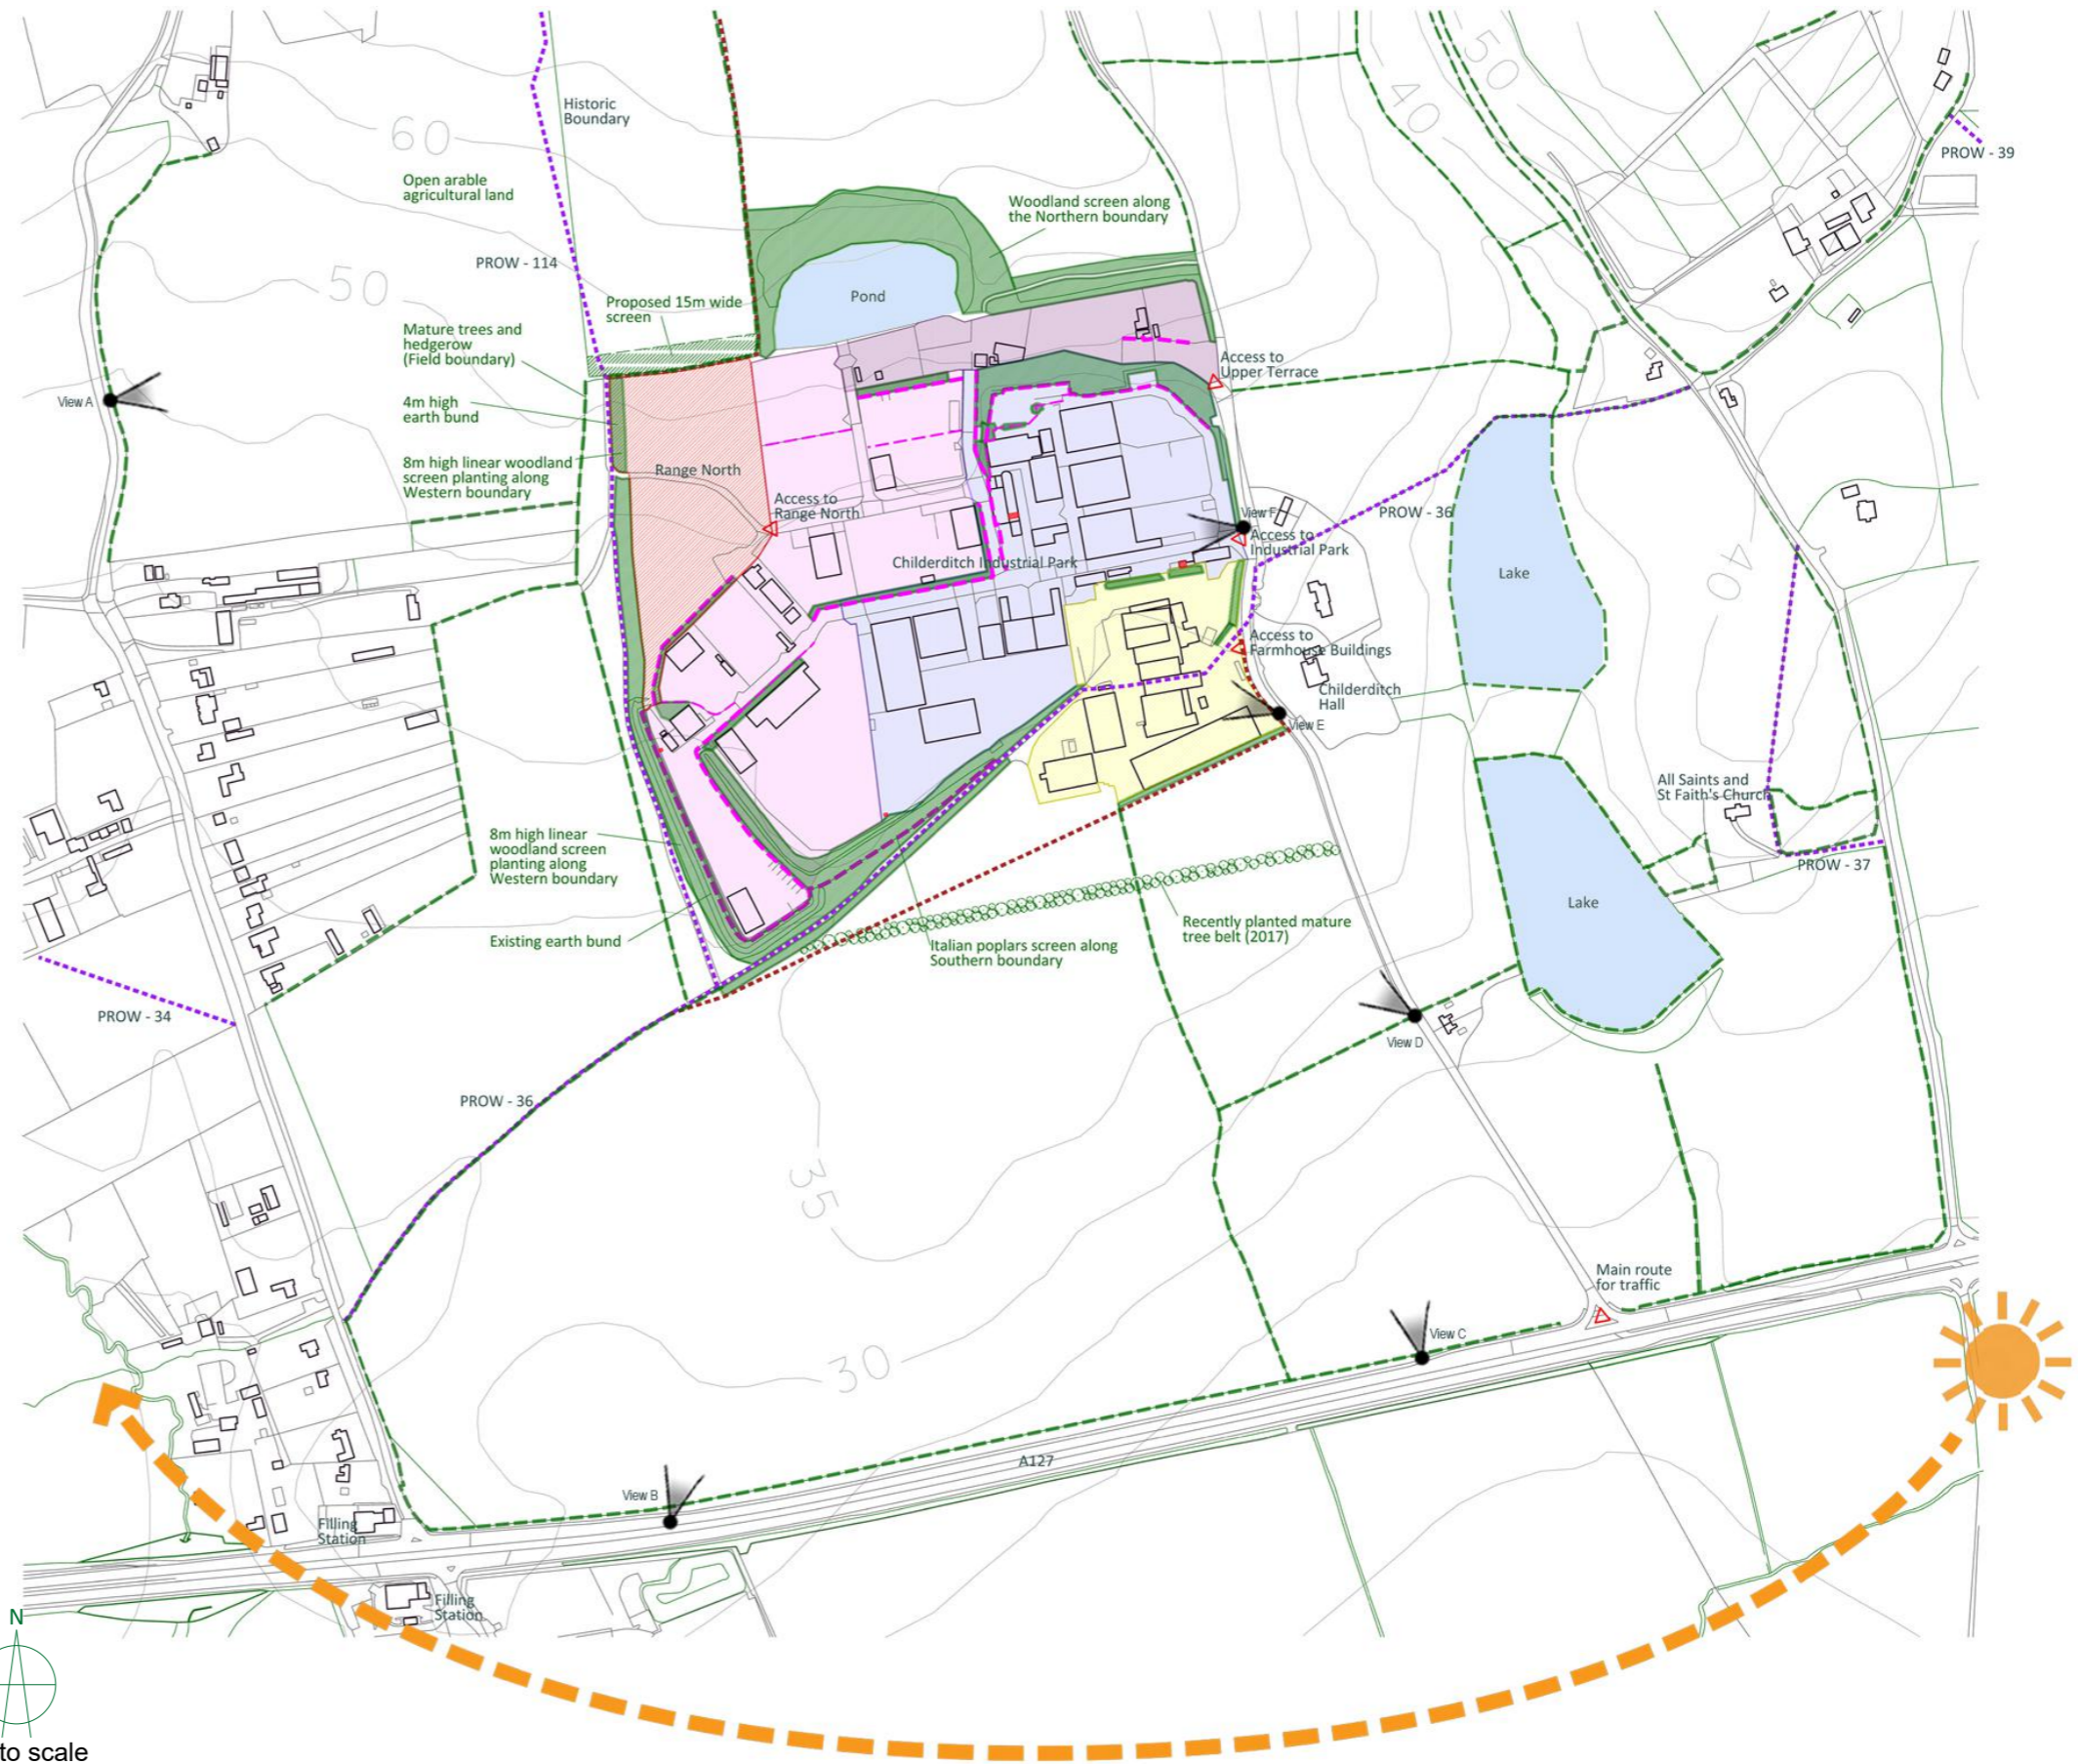 50
40
60
Historic
Boundary
PROW - 39
Open arable
agricultural land
Woodland screen along
the Northern boundary
PROW - 114
50
Pond
Proposed 15m wide
screen
Mature trees and
hedgerow
(Field boundary)
Access to
Upper Terrace
View A
4m high
earth bund
8m high linear woodland
screen planting along
Western boundary
Range North
Access to
Range North
PROW - 36
View F
Access to
Industrial Park
Childerditch Industrial Park
Lake
40
Access to
Farmhouse Buildings
Childerditch
Hall
View E
All Saints and
St Faith's Church
8m high linear
woodland screen
planting along
Western boundary
PROW - 37
Lake
Existing earth bund
Italian poplars screen along
Southern boundary
Recently planted mature
tree belt (2017)
PROW - 34
View D
PROW - 36
35
Main route
for traffic
View C
30
A127
View B
Filling
Station
Filling
Station
N
to scale